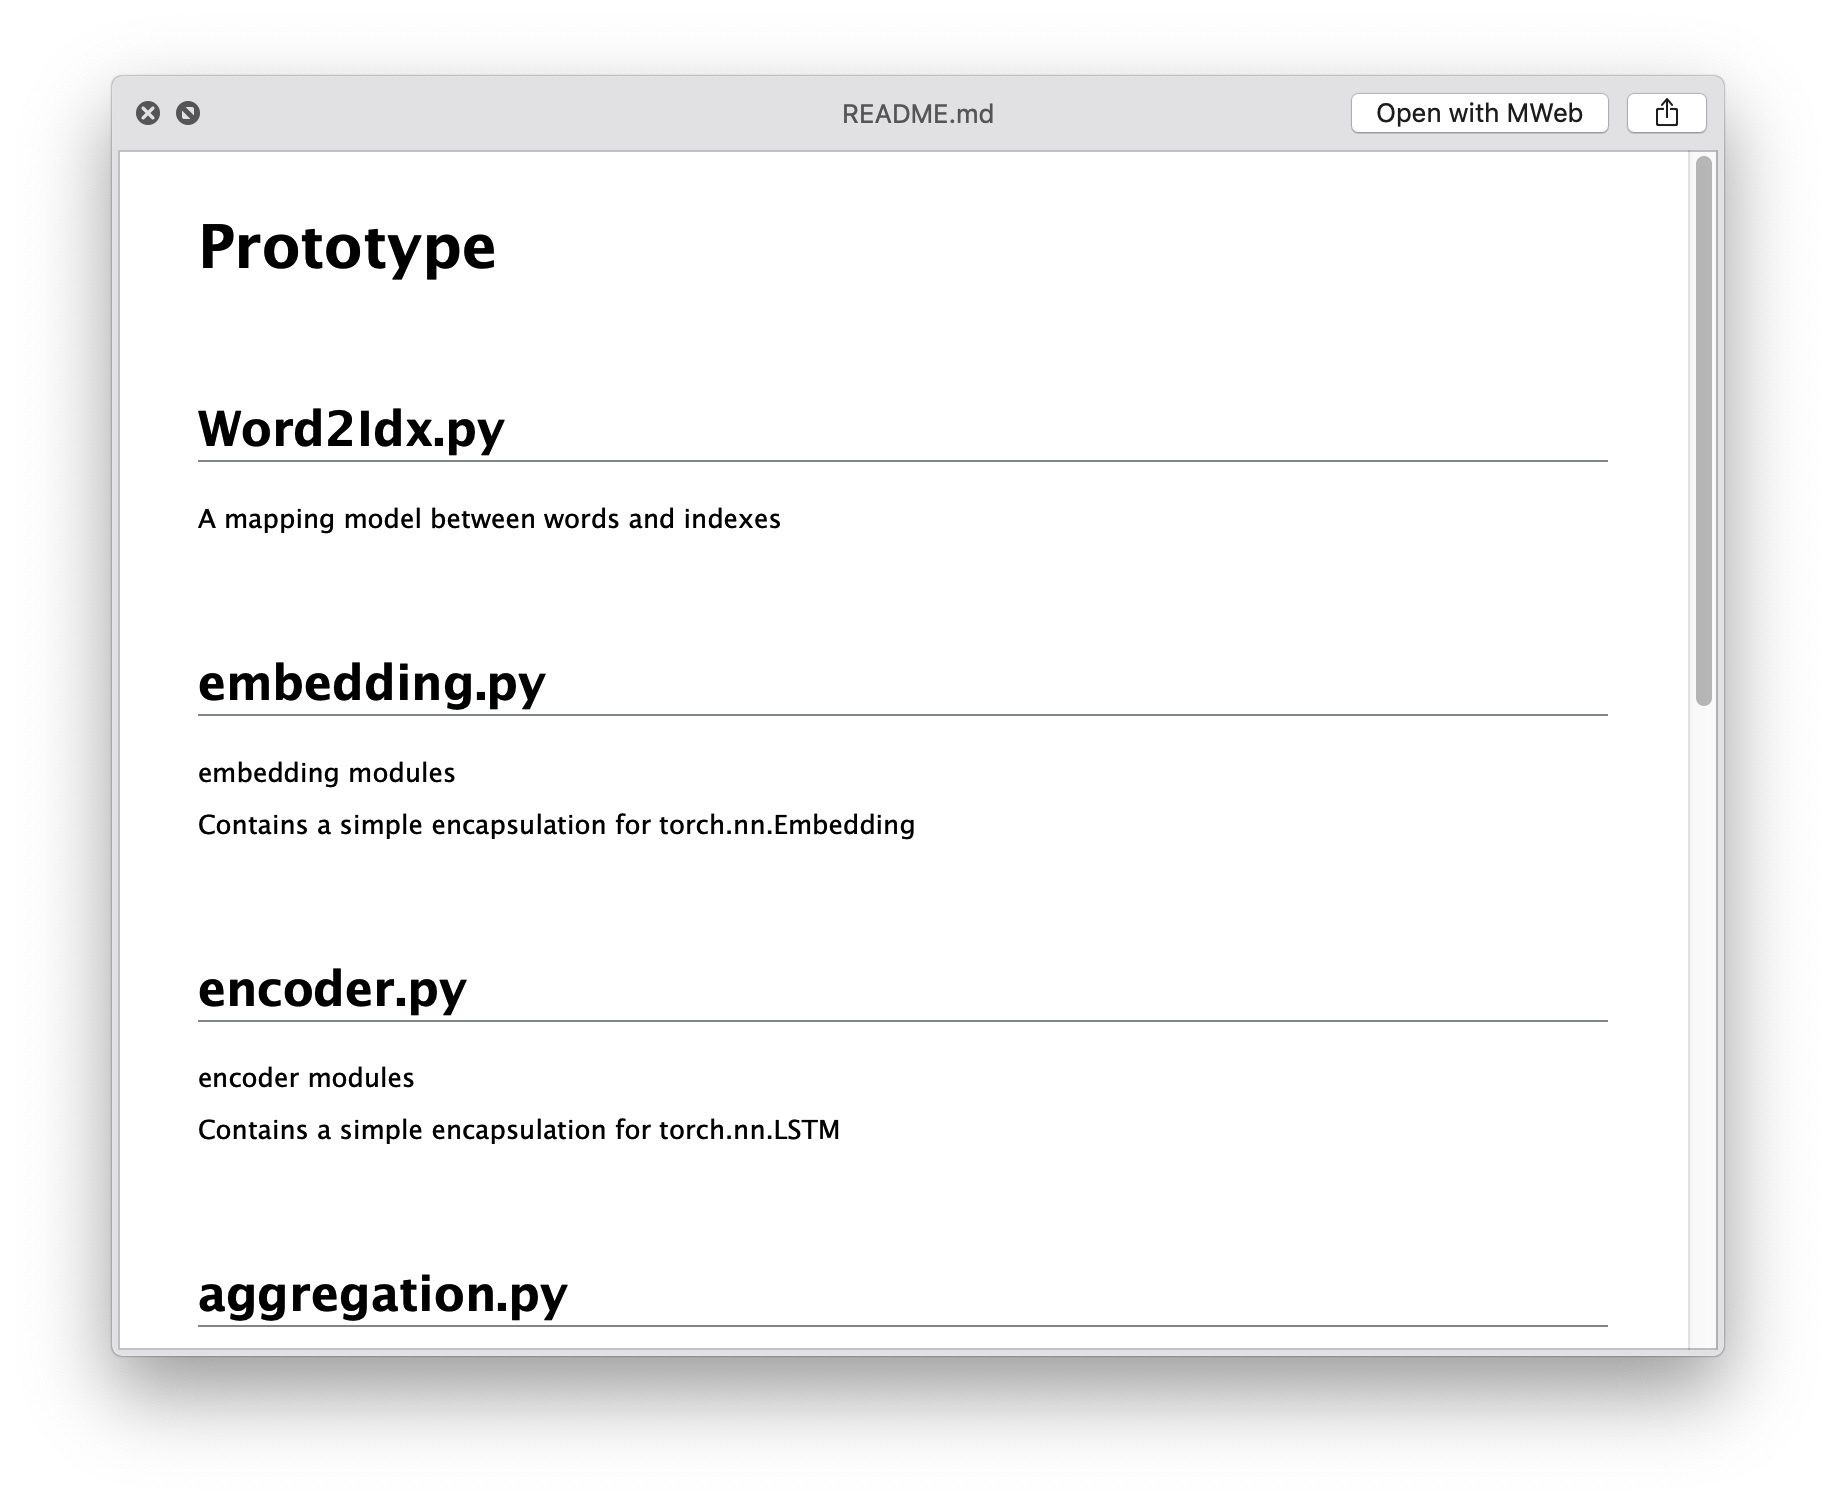 README.md
Open with MWeb
Prototype
Word2Idx.py
A mapping model between words and indexes
embedding.py
embedding modules
Contains a simple encapsulation for torch.nn.Embedding
encoder.py
encoder modules
Contains a simple encapsulation for torch.nn.LSTM
aggregation.py